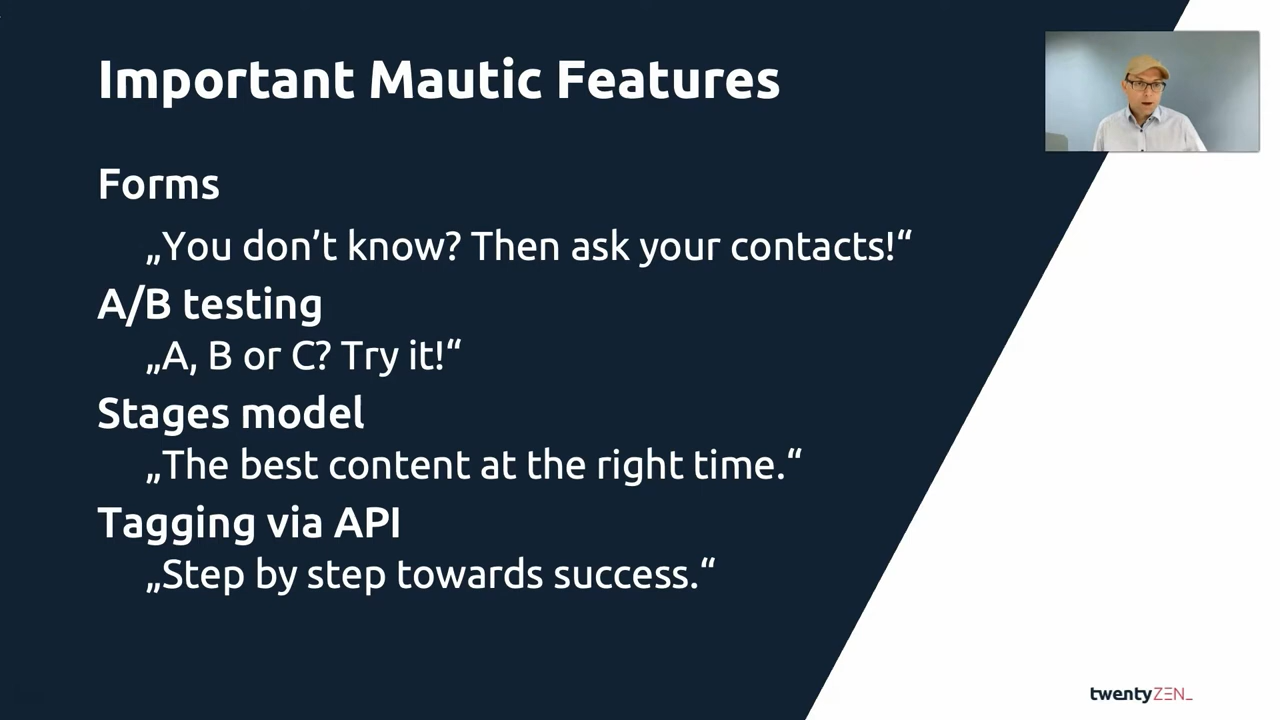 Important Mautic Features
Forms
„You don’t know? Then ask your contacts!“
A/B testing
„A, B or C? Try it!“
Stages model
„The best content at the right time.“
Tagging via API
„Step by step towards success.“
twentyZEN_